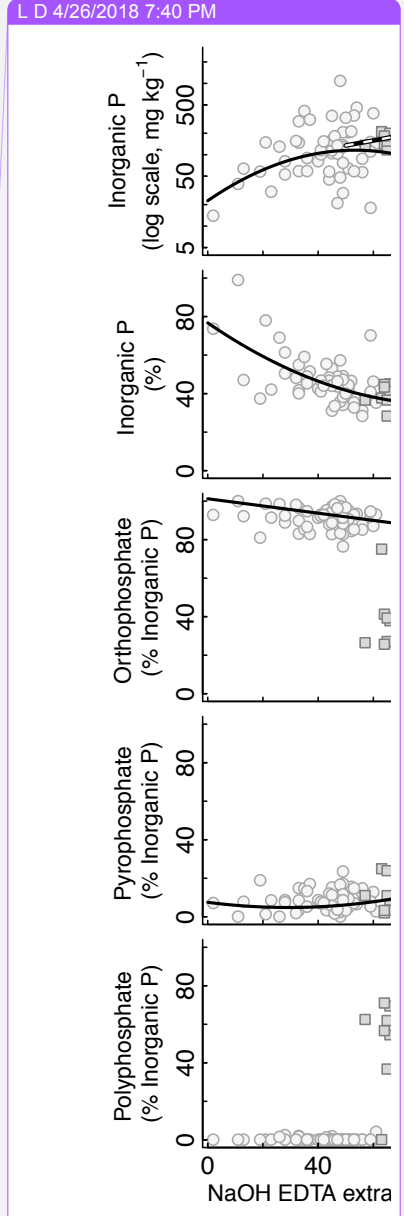 L D 4/26/2018 7:40 PM
Inorganic P
(log scale, mg kg⁻¹)
5 50 500
Inorganic P
(%)
0 40 80
Orthophosphate
(% Inorganic P)
0 40 80
Pyrophosphate
(% Inorganic P)
0 40 80
Polyphosphate
(% Inorganic P)
0 40 80
0 40
NaOH EDTA extra